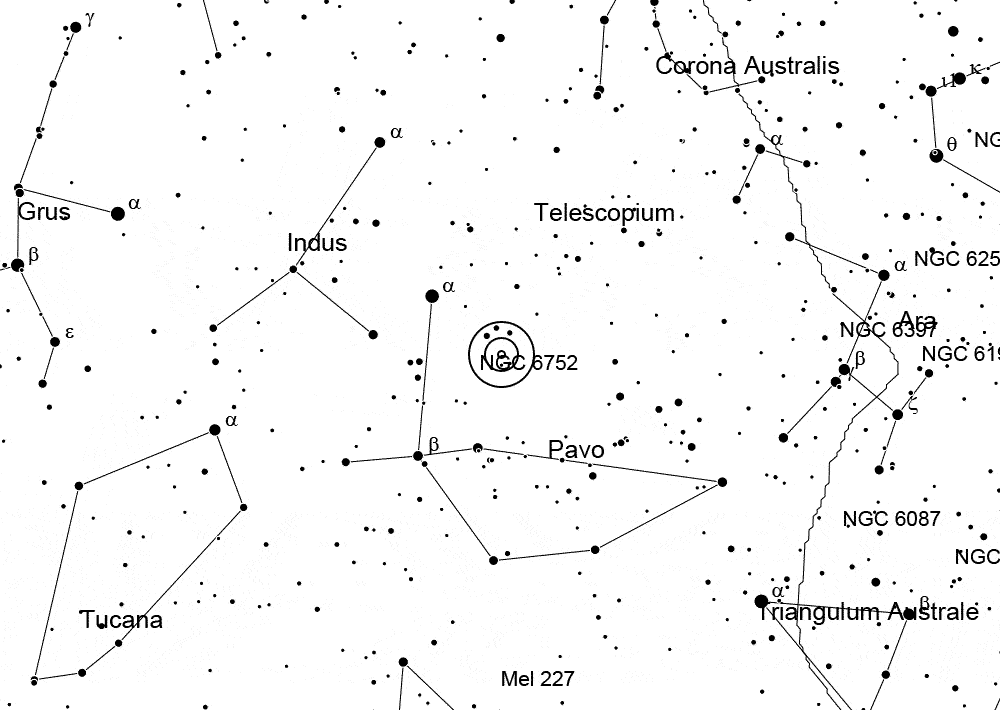 γ
Corona Australis
κ
ι1
α
α
θ
NG
α
Grus
Telescopium
Indus
β
α
NGC 625
α
Ara
NGC 6397
ε
NGC 6752
β
NGC 619
γ
ζ
α
β
Pavo
NGC 6087
NGC
α
β
Triangulum Australe
Tucana
Mel 227